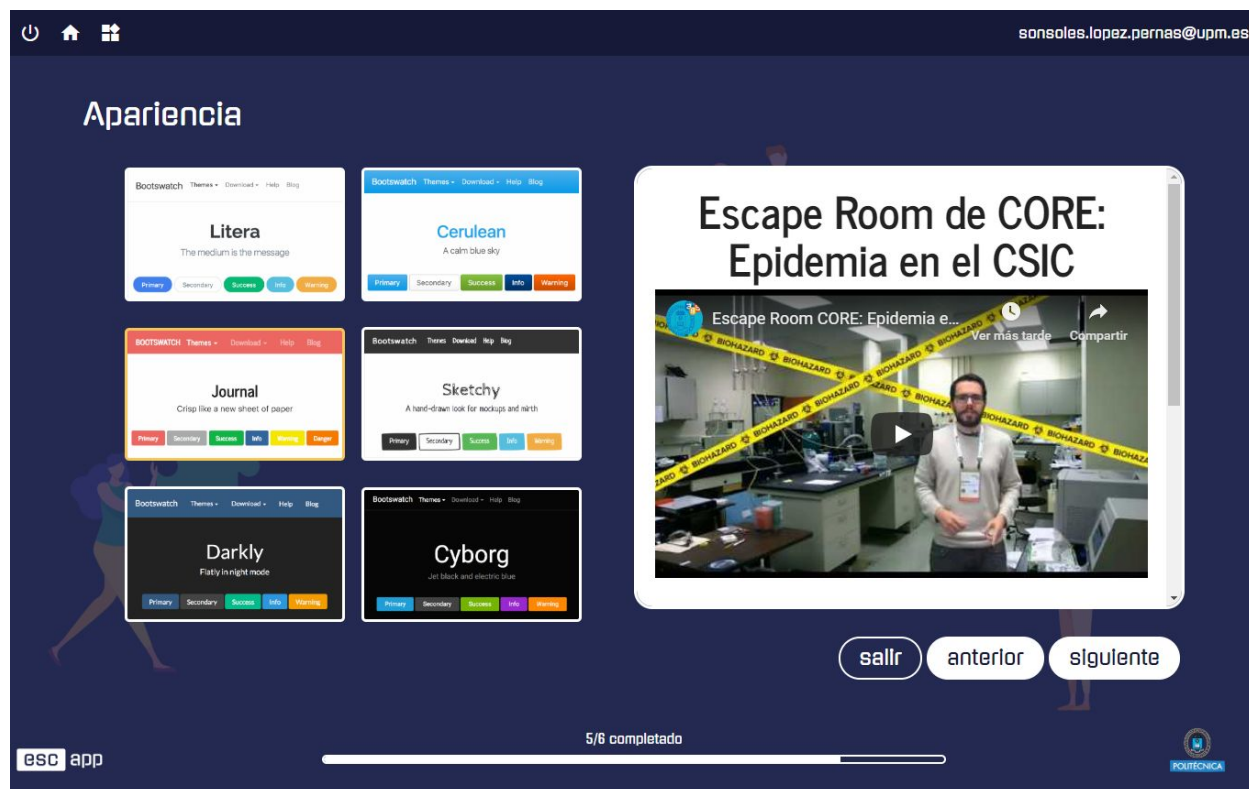 sonsoles.lopez.pernas@upm.es
Apariencia
Bootswatch Themes Download Help Blog
Litera
The medium is the message
Primary Secondary Success Info Warning
Bootswatch Themes Download Help Blog
Cerulean
A calm blue sky
Primary Secondary Success Info Warning
BOOTSWATCH Themes Download Help Blog
Journal
Crisp like a new sheet of paper
Primary Secondary Success Info Warning Danger
Bootswatch Themes Download Help Blog
Sketchy
A hand-drawn look for mockups and mirth
Primary Secondary Success Info Warning
Bootswatch Themes Download Help Blog
Darkly
Flatly in night mode
Primary Secondary Success Info Warning
Bootswatch Themes Download Help Blog
Cyborg
Jet black and electric blue
Primary Secondary Success Info Warning
Escape Room de CORE:
Epidemia en el CSIC
Escape Room CORE: Epidemia e...
Ver más tarde Compartir
BIOHAZARD BIOHAZARD BIOHAZARD
BIOHAZARD BIOHAZARD BIOHAZARD
salir anterior siguiente
5/6 completado
esc app
POLITÉCNICA